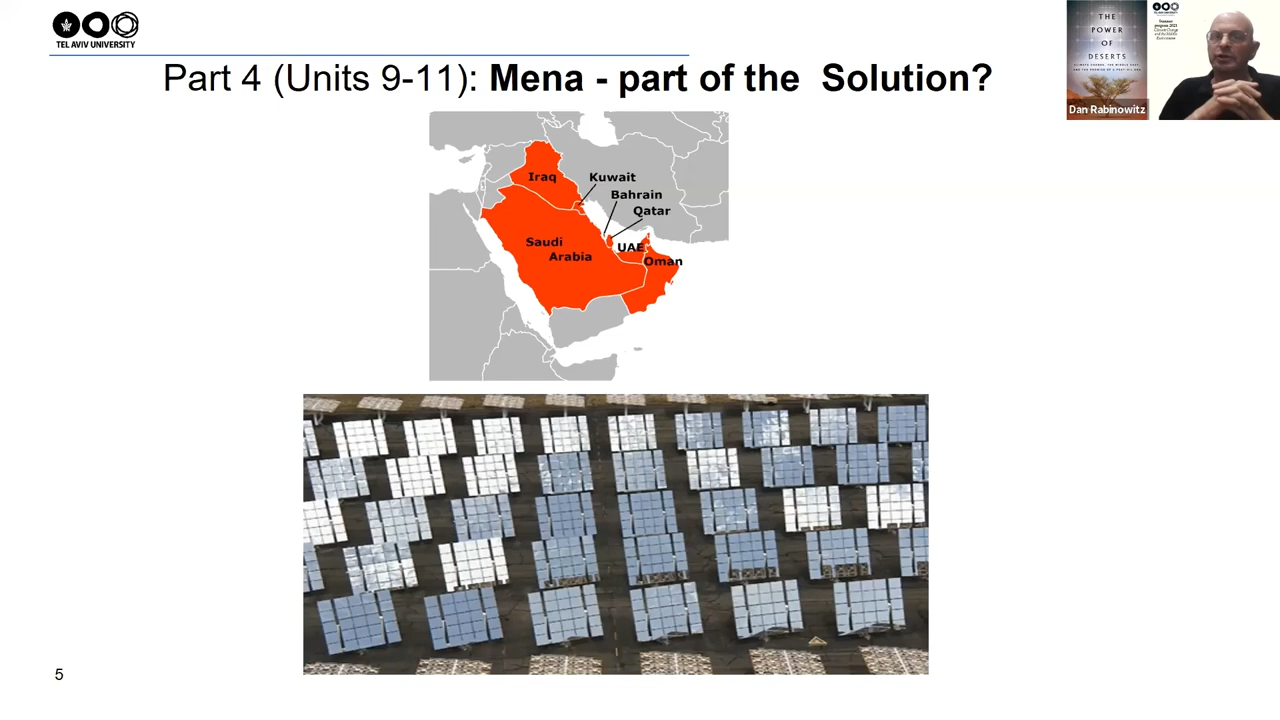 TEL AVIV UNIVERSITY
Part 4 (Units 9-11): Mena - part of the Solution?
THE
POWER
OF
DESERTS
Dan Rabinowitz
Iraq
Kuwait
Bahrain
Qatar
Saudi
Arabia
UAE
Oman
5